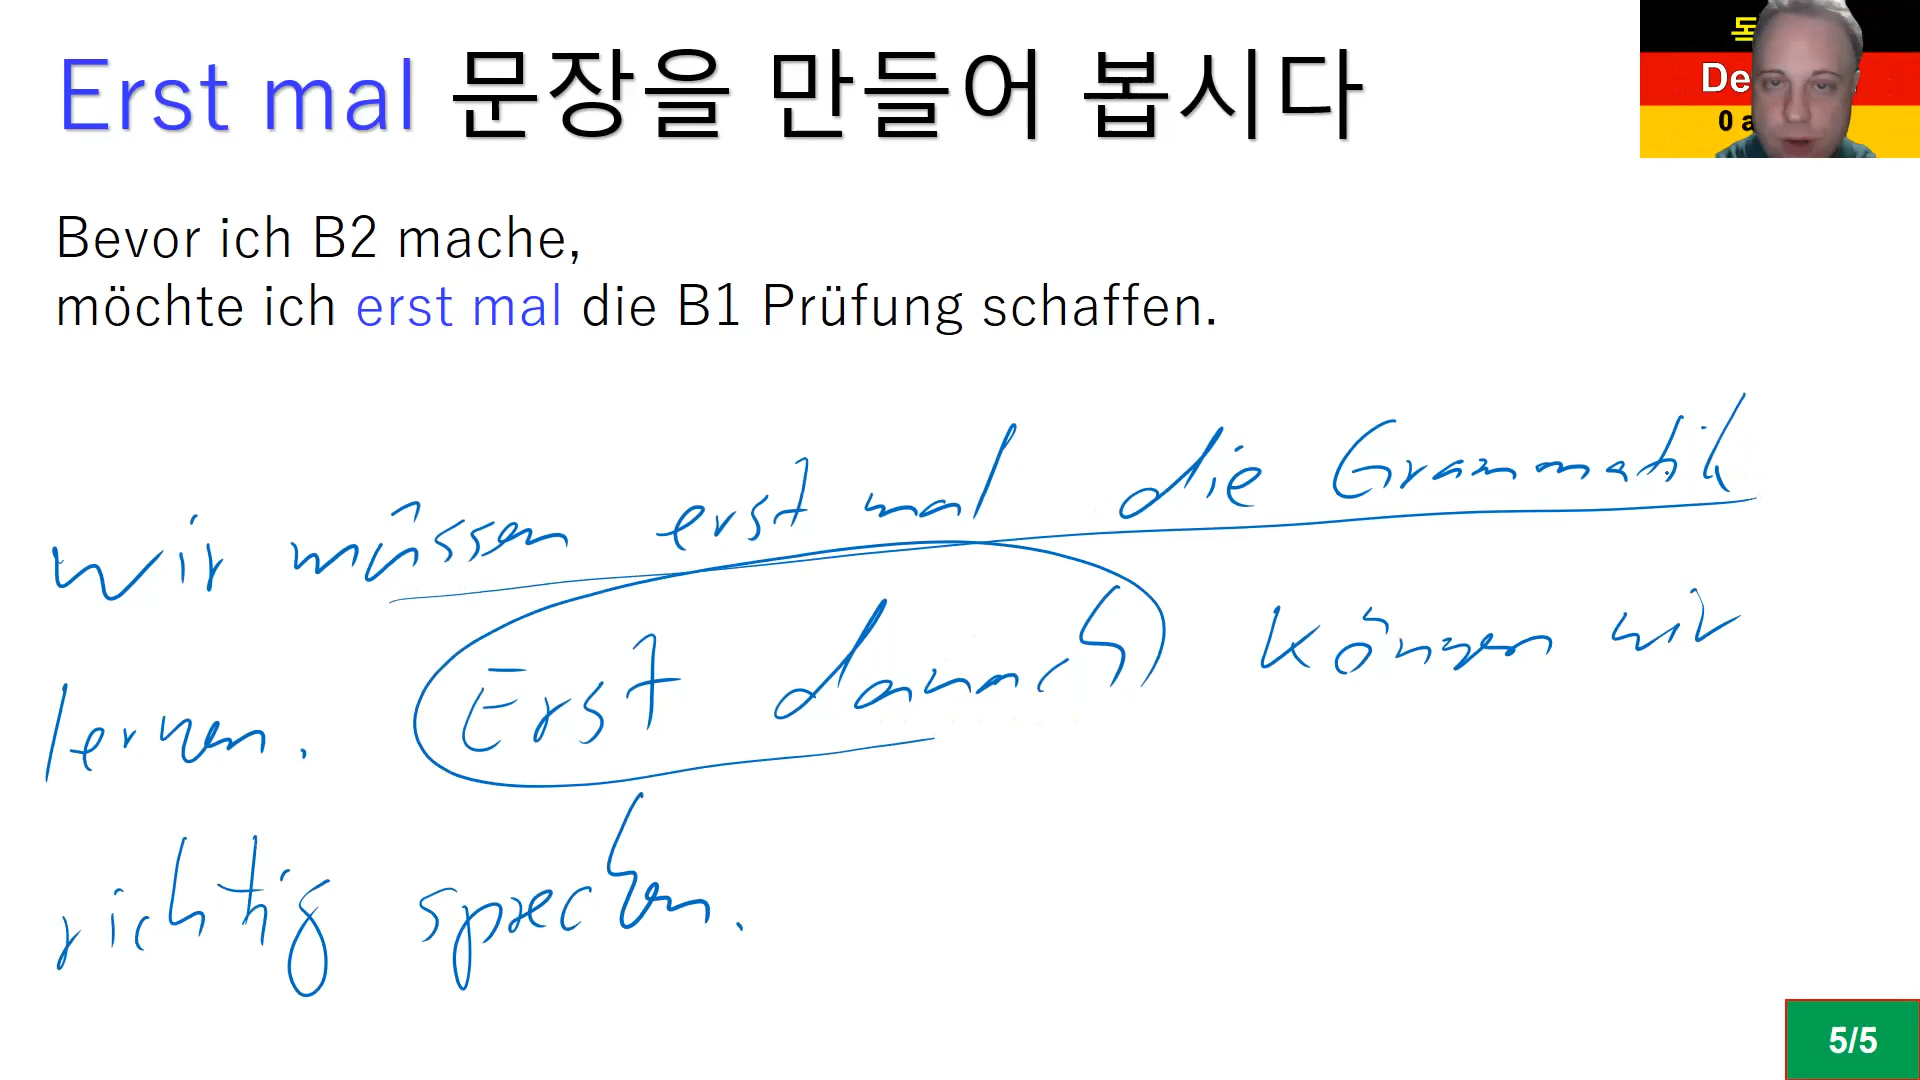 Erst mal 문장을 만들어 봅시다
독
De
0 a
Bevor ich B2 mache,
möchte ich erst mal die B1 Prüfung schaffen.
wir müssen erst mal die Grammatik
lernen. Erst danach können wir
richtig sprechen.
5/5